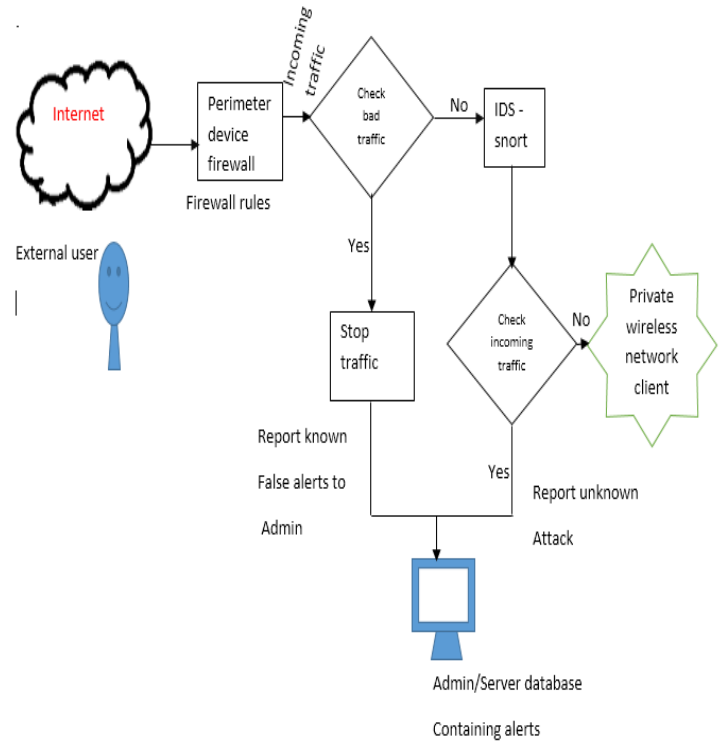 Internet
Perimeter
device
firewall
Incoming
traffic
Check
bad
traffic
No
IDS -
snort
Firewall rules
External user
Yes
Stop
traffic
Check
incoming
traffic
No
Private
wireless
network
client
Report known
False alerts to
Admin
Yes
Report unknown
Attack
Admin/Server database
Containing alerts